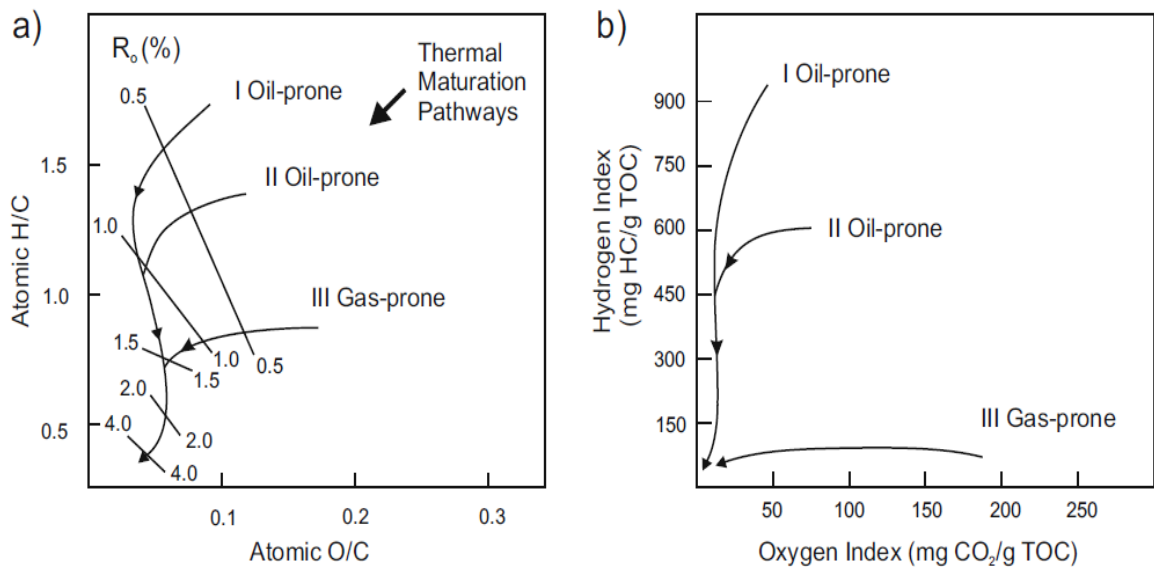 a)
R₀(%)
Thermal
Maturation
Pathways
0.5
I Oil-prone
II Oil-prone
1.0
III Gas-prone
1.5
1.0
0.5
1.5
2.0
4.0
2.0
4.0
1.5
1.0
0.5
Atomic H/C
0.1
0.2
0.3
Atomic O/C
b)
I Oil-prone
II Oil-prone
III Gas-prone
900
750
600
450
300
150
Hydrogen Index
(mg HC/g TOC)
50
100
150
200
250
Oxygen Index (mg CO₂/g TOC)